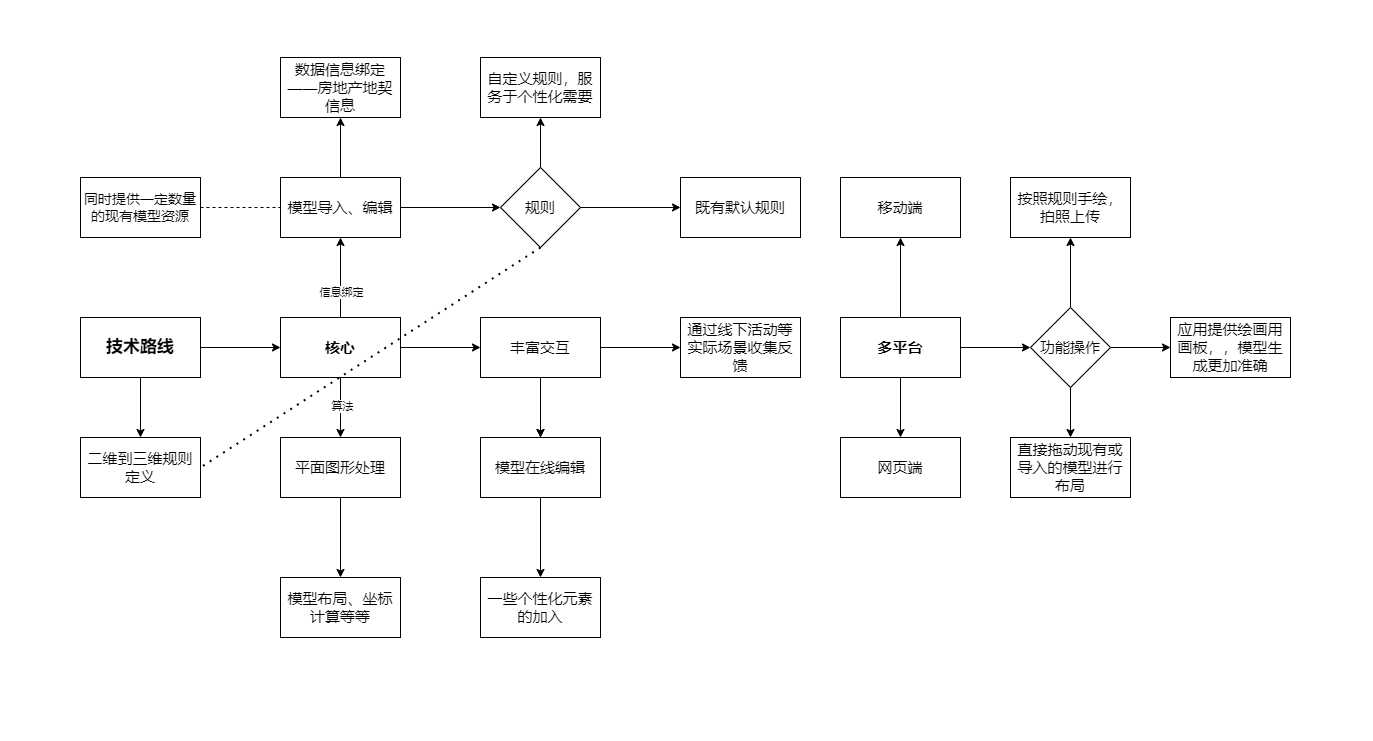 数据信息绑定
——房地产地契
信息
自定义规则，服
务于个性化需要
同时提供一定数量
的现有模型资源
模型导入、编辑
规则
既有默认规则
移动端
按照规则手绘，
拍照上传
信息绑定
技术路线
核心
丰富交互
通过线下活动等
实际场景收集反
馈
多平台
功能操作
应用提供绘画用
画板，，模型生
成更加准确
算法
二维到三维规则
定义
平面图形处理
模型在线编辑
网页端
直接拖动现有或
导入的模型进行
布局
模型布局、坐标
计算等等
一些个性化元素
的加入